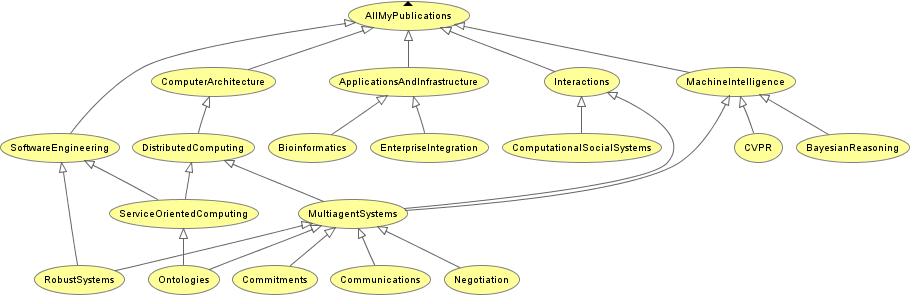 AllMyPublications
ComputerArchitecture
ApplicationsAndInfrastructure
Interactions
MachineIntelligence
SoftwareEngineering
DistributedComputing
Bioinformatics
EnterpriseIntegration
ComputationalSocialSystems
CVPR
BayesianReasoning
ServiceOrientedComputing
MultiagentSystems
RobustSystems
Ontologies
Commitments
Communications
Negotiation